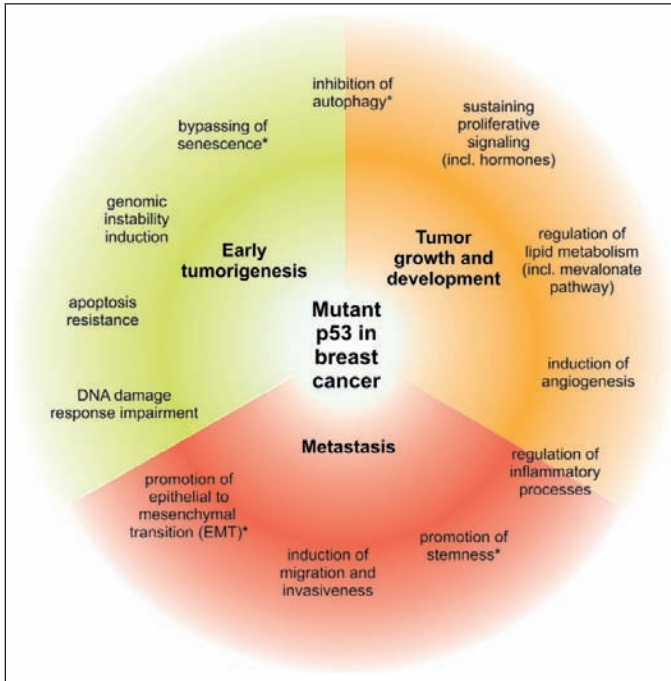 inhibition of
autophagy*
bypassing of
senescence*
genomic
instability
induction
Early
tumorigenesis
apoptosis
resistance
DNA damage
response impairment
sustaining
proliferative
signaling
(incl. hormones)
Tumor
growth and
development
regulation of
lipid metabolism
(incl. mevalonate
pathway)
induction of
angiogenesis
Mutant
p53 in
breast
cancer
Metastasis
regulation of
inflammatory
processes
promotion of
epithelial to
mesenchymal
transition (EMT)*
induction of
migration and
invasiveness
promotion of
stemness*